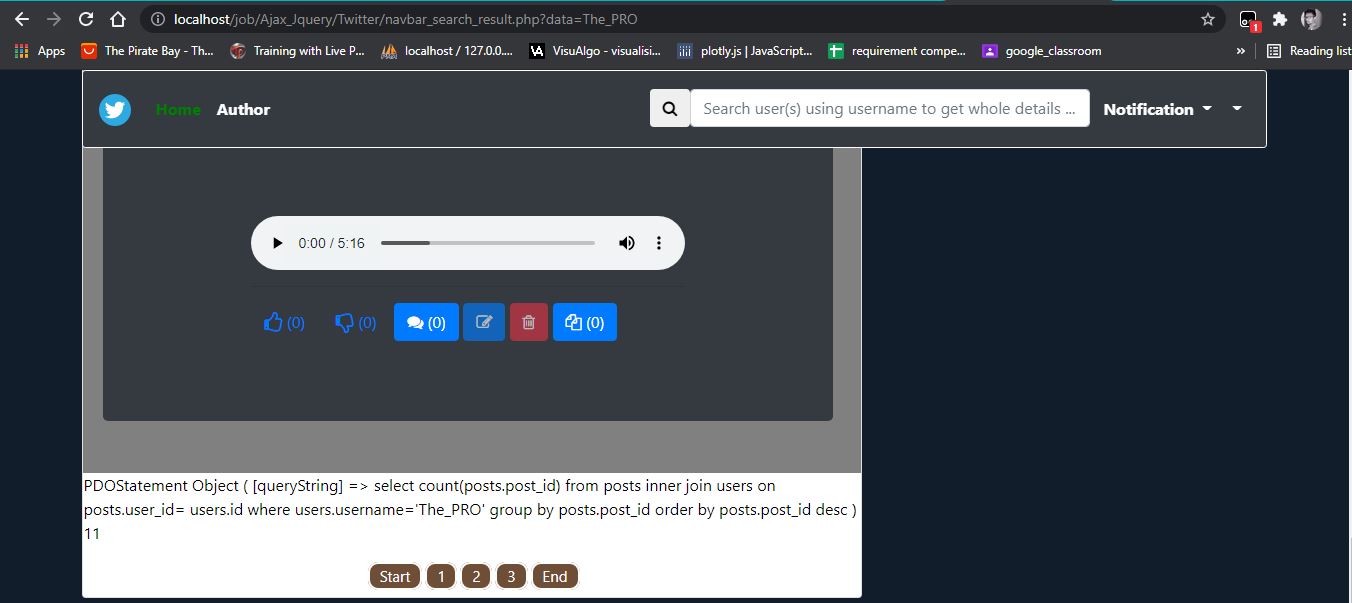 localhost/job/Ajax_Jquery/Twitter/navbar_search_result.php?data=The_PRO
1
Apps The Pirate Bay - Th... Training with Live P... localhost / 127.0.0.... VisuAlgo - visualisi... plotly.js | JavaScript... requirement compe... google_classroom » Reading list
Home Author Search user(s) using username to get whole details ... Notification
0:00 / 5:16
(0) (0) (0) (0)
PDOStatement Object ( [queryString] => select count(posts.post_id) from posts inner join users on
posts.user_id= users.id where users.username='The_PRO' group by posts.post_id order by posts.post_id desc )
11
Start 1 2 3 End